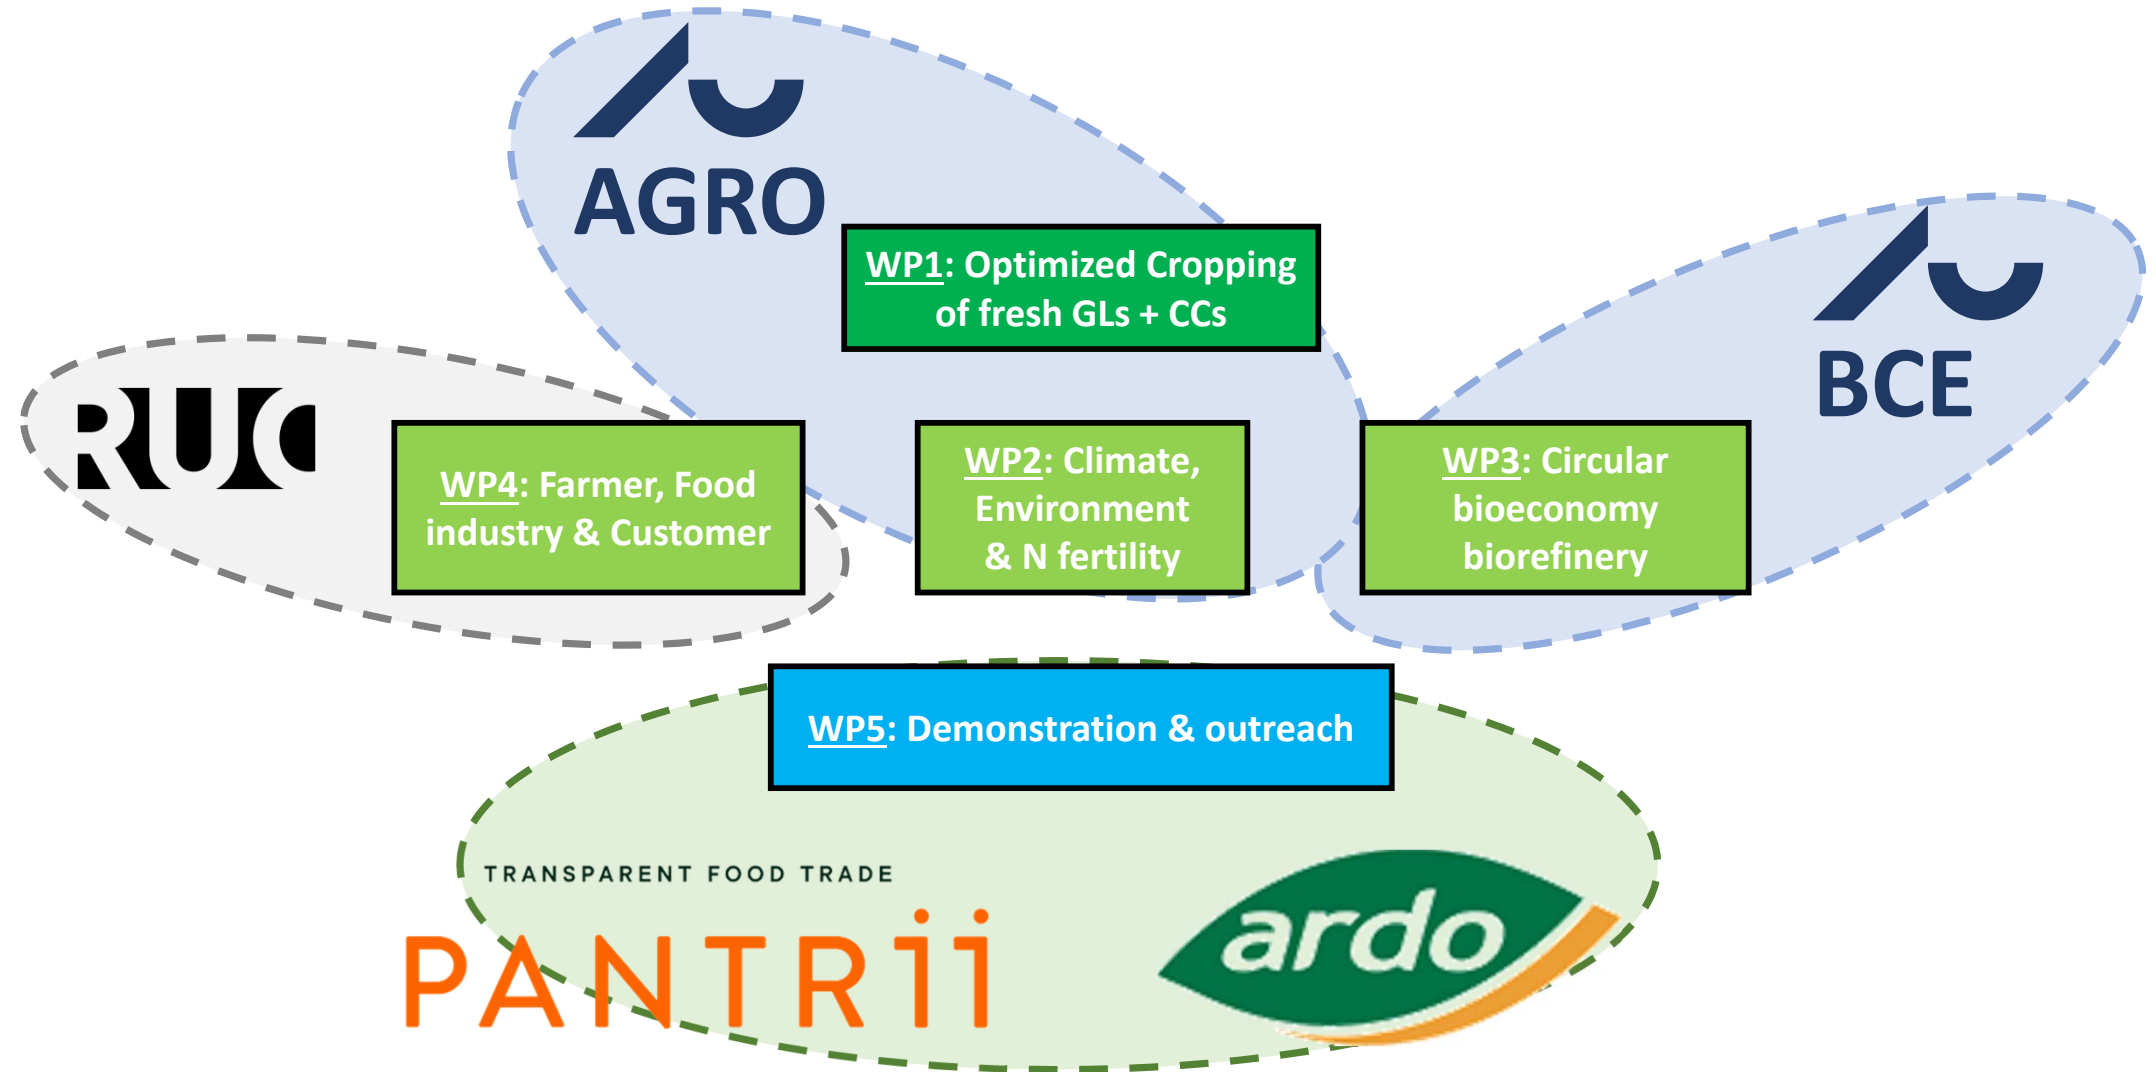 AGRO
WP1: Optimized Cropping
of fresh GLs + CCs
BCE
RUC
WP4: Farmer, Food
industry & Customer
WP2: Climate,
Environment
& N fertility
WP3: Circular
bioeconomy
biorefinery
WP5: Demonstration & outreach
TRANSPARENT FOOD TRADE
PANTRii
ardo